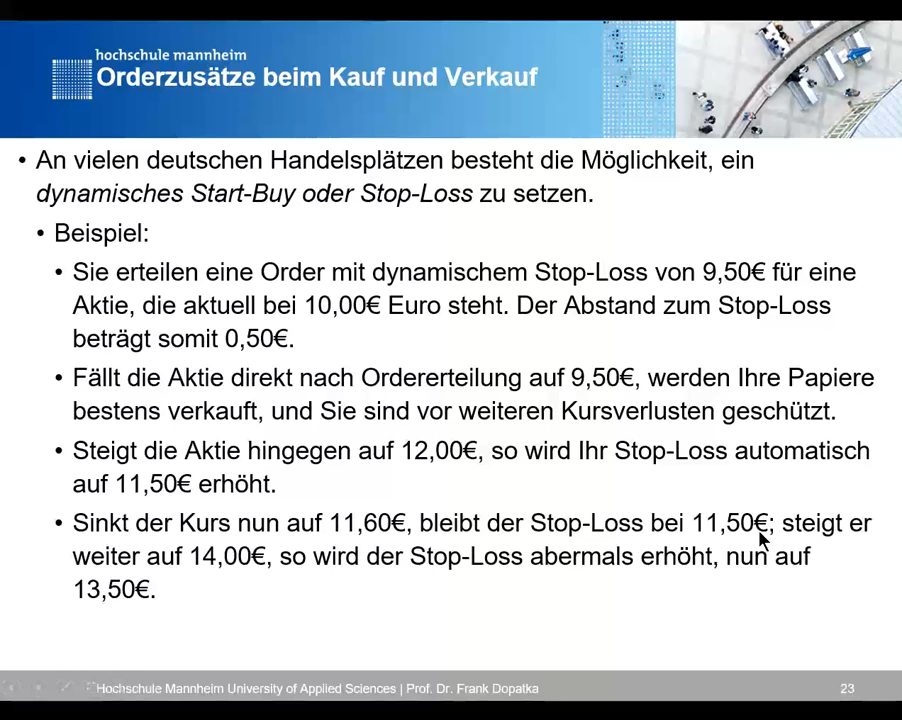 hochschule mannheim
Orderzusätze beim Kauf und Verkauf
• An vielen deutschen Handelsplätzen besteht die Möglichkeit, ein
dynamisches Start-Buy oder Stop-Loss zu setzen.
• Beispiel:
• Sie erteilen eine Order mit dynamischem Stop-Loss von 9,50€ für eine
Aktie, die aktuell bei 10,00€ Euro steht. Der Abstand zum Stop-Loss
beträgt somit 0,50€.
• Fällt die Aktie direkt nach Ordererteilung auf 9,50€, werden Ihre Papiere
bestens verkauft, und Sie sind vor weiteren Kursverlusten geschützt.
• Steigt die Aktie hingegen auf 12,00€, so wird Ihr Stop-Loss automatisch
auf 11,50€ erhöht.
• Sinkt der Kurs nun auf 11,60€, bleibt der Stop-Loss bei 11,50€; steigt er
weiter auf 14,00€, so wird der Stop-Loss abermals erhöht, nun auf
13,50€.
Hochschule Mannheim University of Applied Sciences | Prof. Dr. Frank Dopatka
23